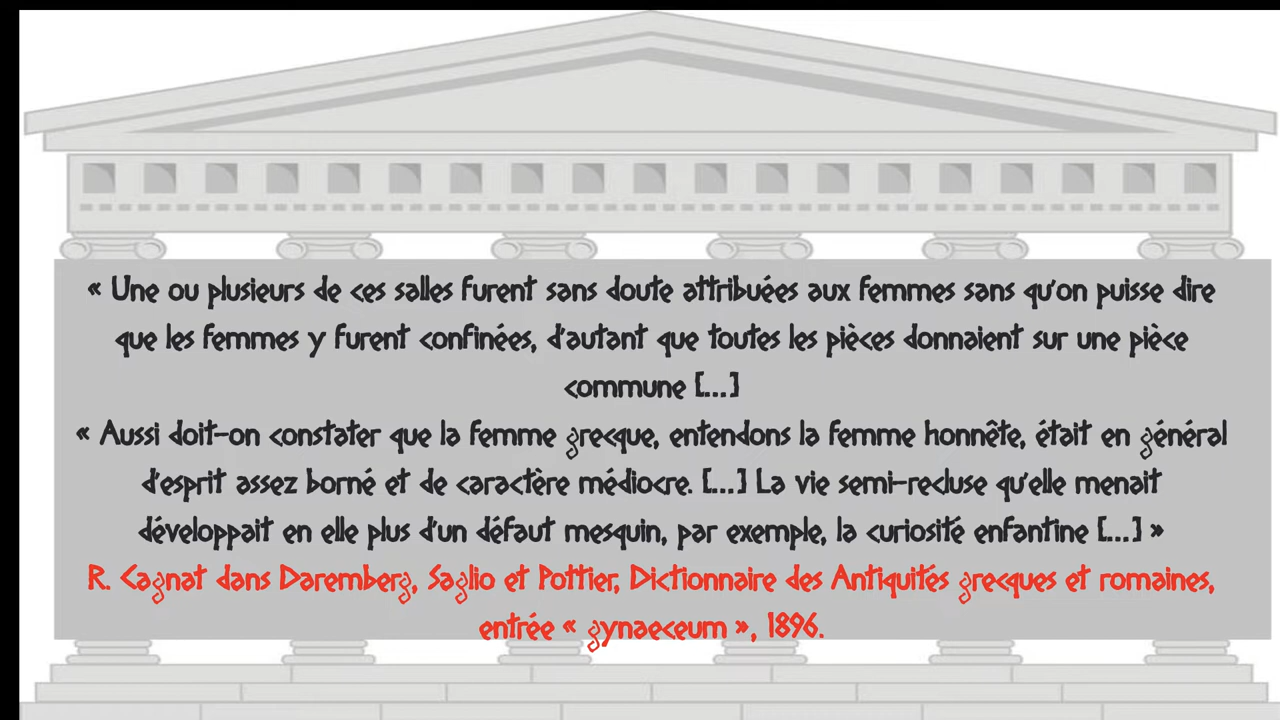 « Une ou plusieurs de ces salles furent sans doute attribuées aux femmes sans qu'on puisse dire
que les femmes y furent confinées, d'autant que toutes les pièces donnaient sur une pièce
commune [...]
« Aussi doit-on constater que la femme grecque, entendons la femme honnête, était en général
d'esprit assez borné et de caractère médiocre. [...] La vie semi-recluse qu'elle menait
développait en elle plus d'un défaut mesquin, par exemple, la curiosité enfantine [...] »
R. Cagnat dans Daremberg, Saglio et Pottier, Dictionnaire des Antiquités grecques et romaines,
entrée « gynaeceum », 1896.